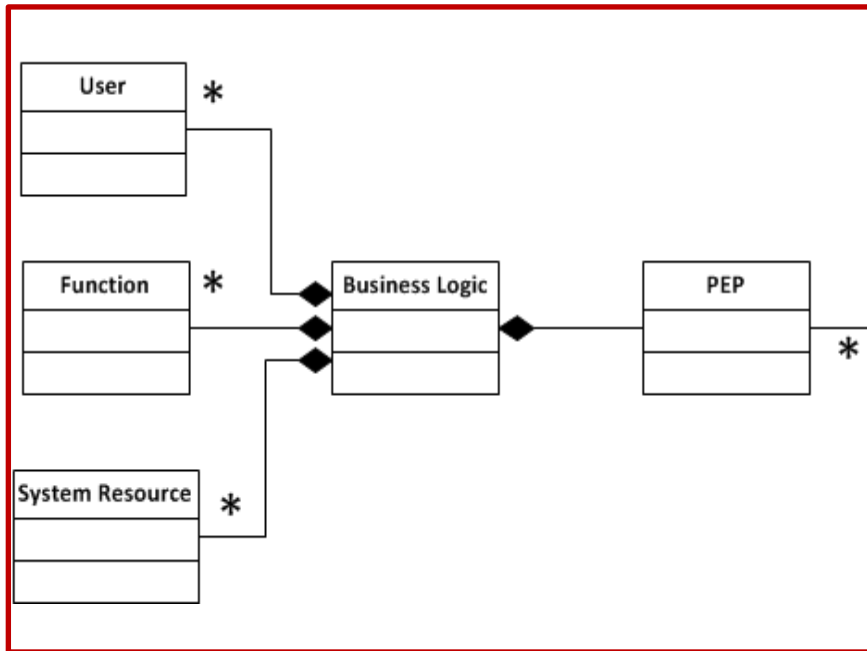 User
*
Function
*
Business Logic
PEP
*
System Resource
*